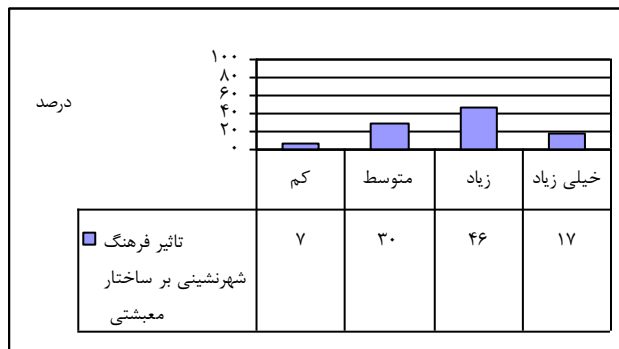 ۱۰۰
۸۰
۶۰
۴۰
۲۰
۰
درصد
کم متوسط زیاد خیلی زیاد
تاثیر فرهنگ
شهرنشینی بر ساختار
معبشتی
۷ ۳۰ ۴۶ ۱۷